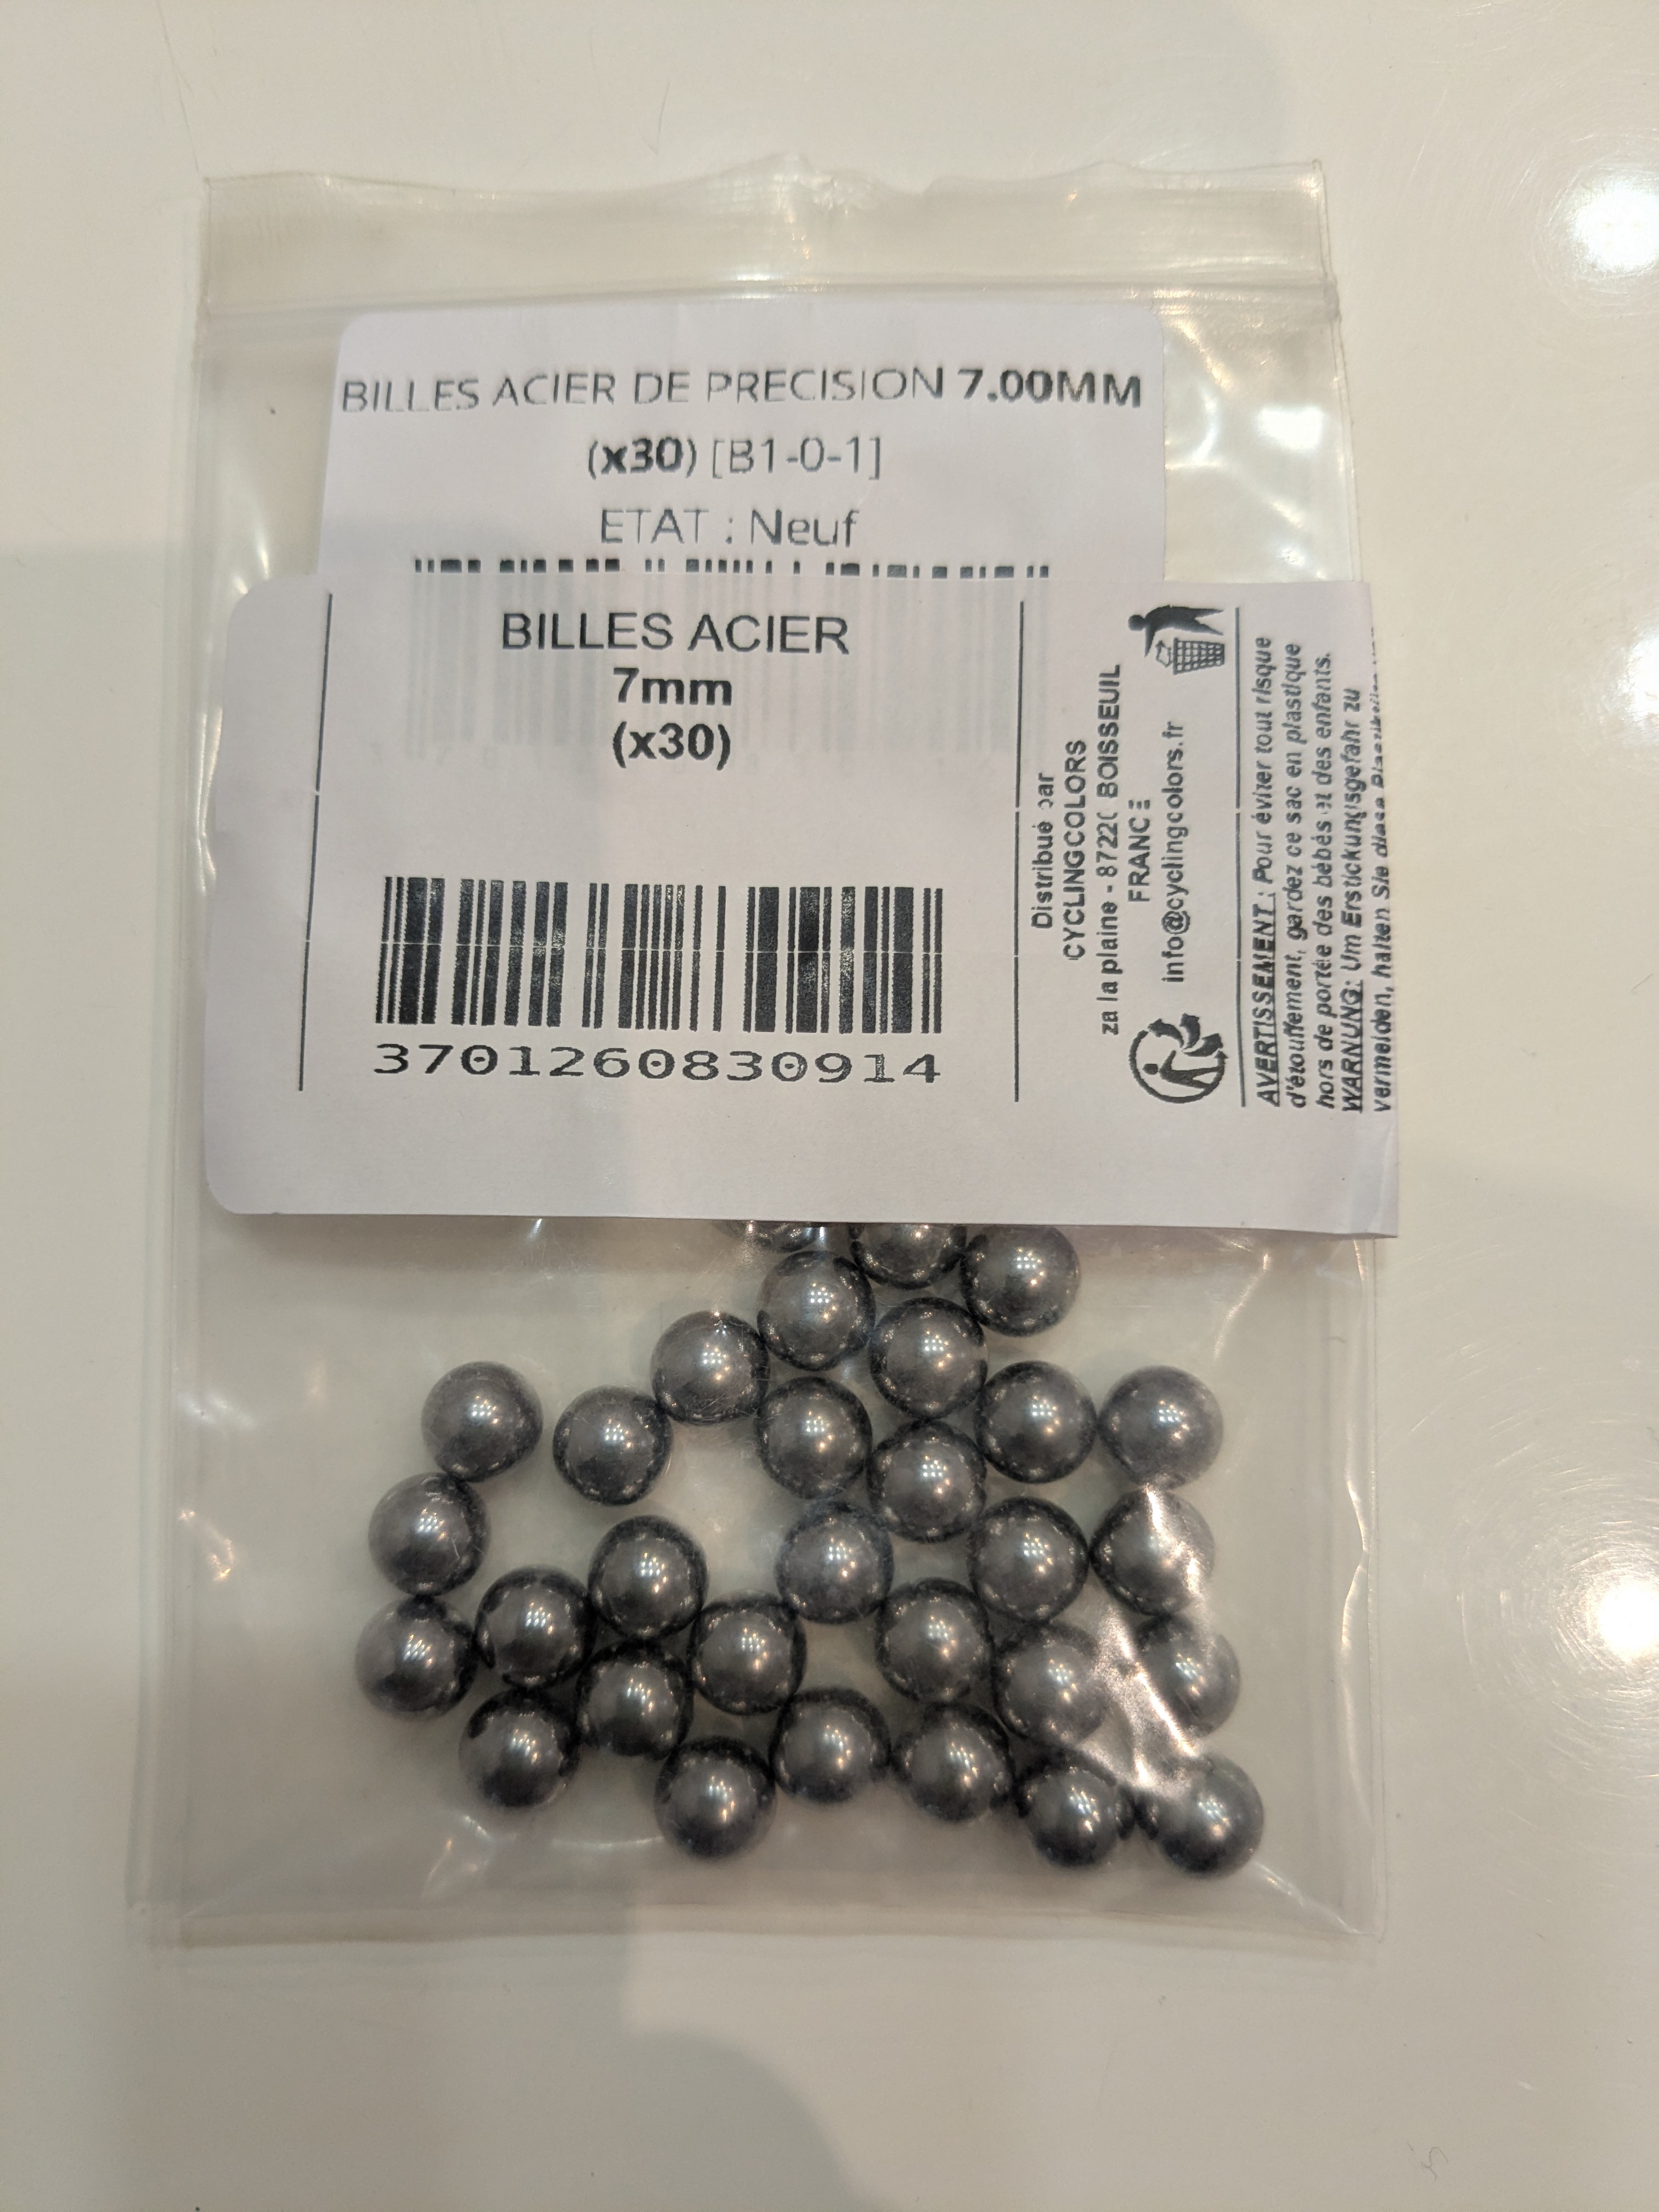 BILLES ACIER DE PRECISION 7.00MM
(x30) [B1-0-1]
ETAT : Neuf
BILLES ACIER
7mm
(x30)
3701260830914
Distribué par
CYCLINGCOLORS
za la plaine - 87220 BOISSEUIL
FRANCE
info@cyclingcolors.fr
AVERTISSEMENT : Pour éviter tout risque
d'étouffement, gardez ce sac en plastique
hors de portée des bébés et des enfants.
WARNUNG: Um Erstickungsgefahr zu
vermeiden, halten Sie diese